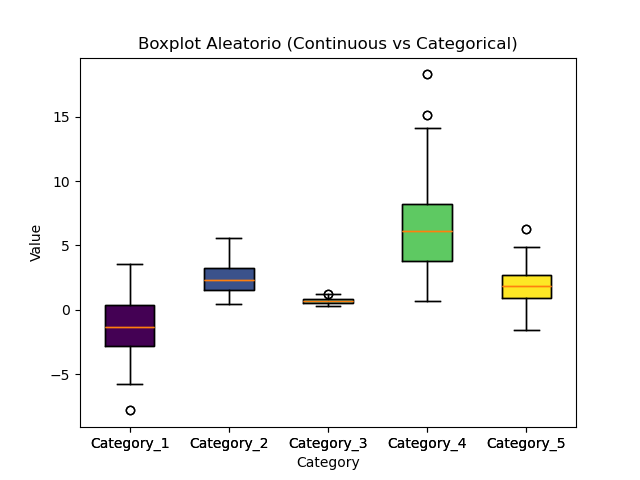 Boxplot Aleatorio (Continuous vs Categorical)
Value
15
10
5
0
−5
Category_1 Category_2 Category_3 Category_4 Category_5
Category